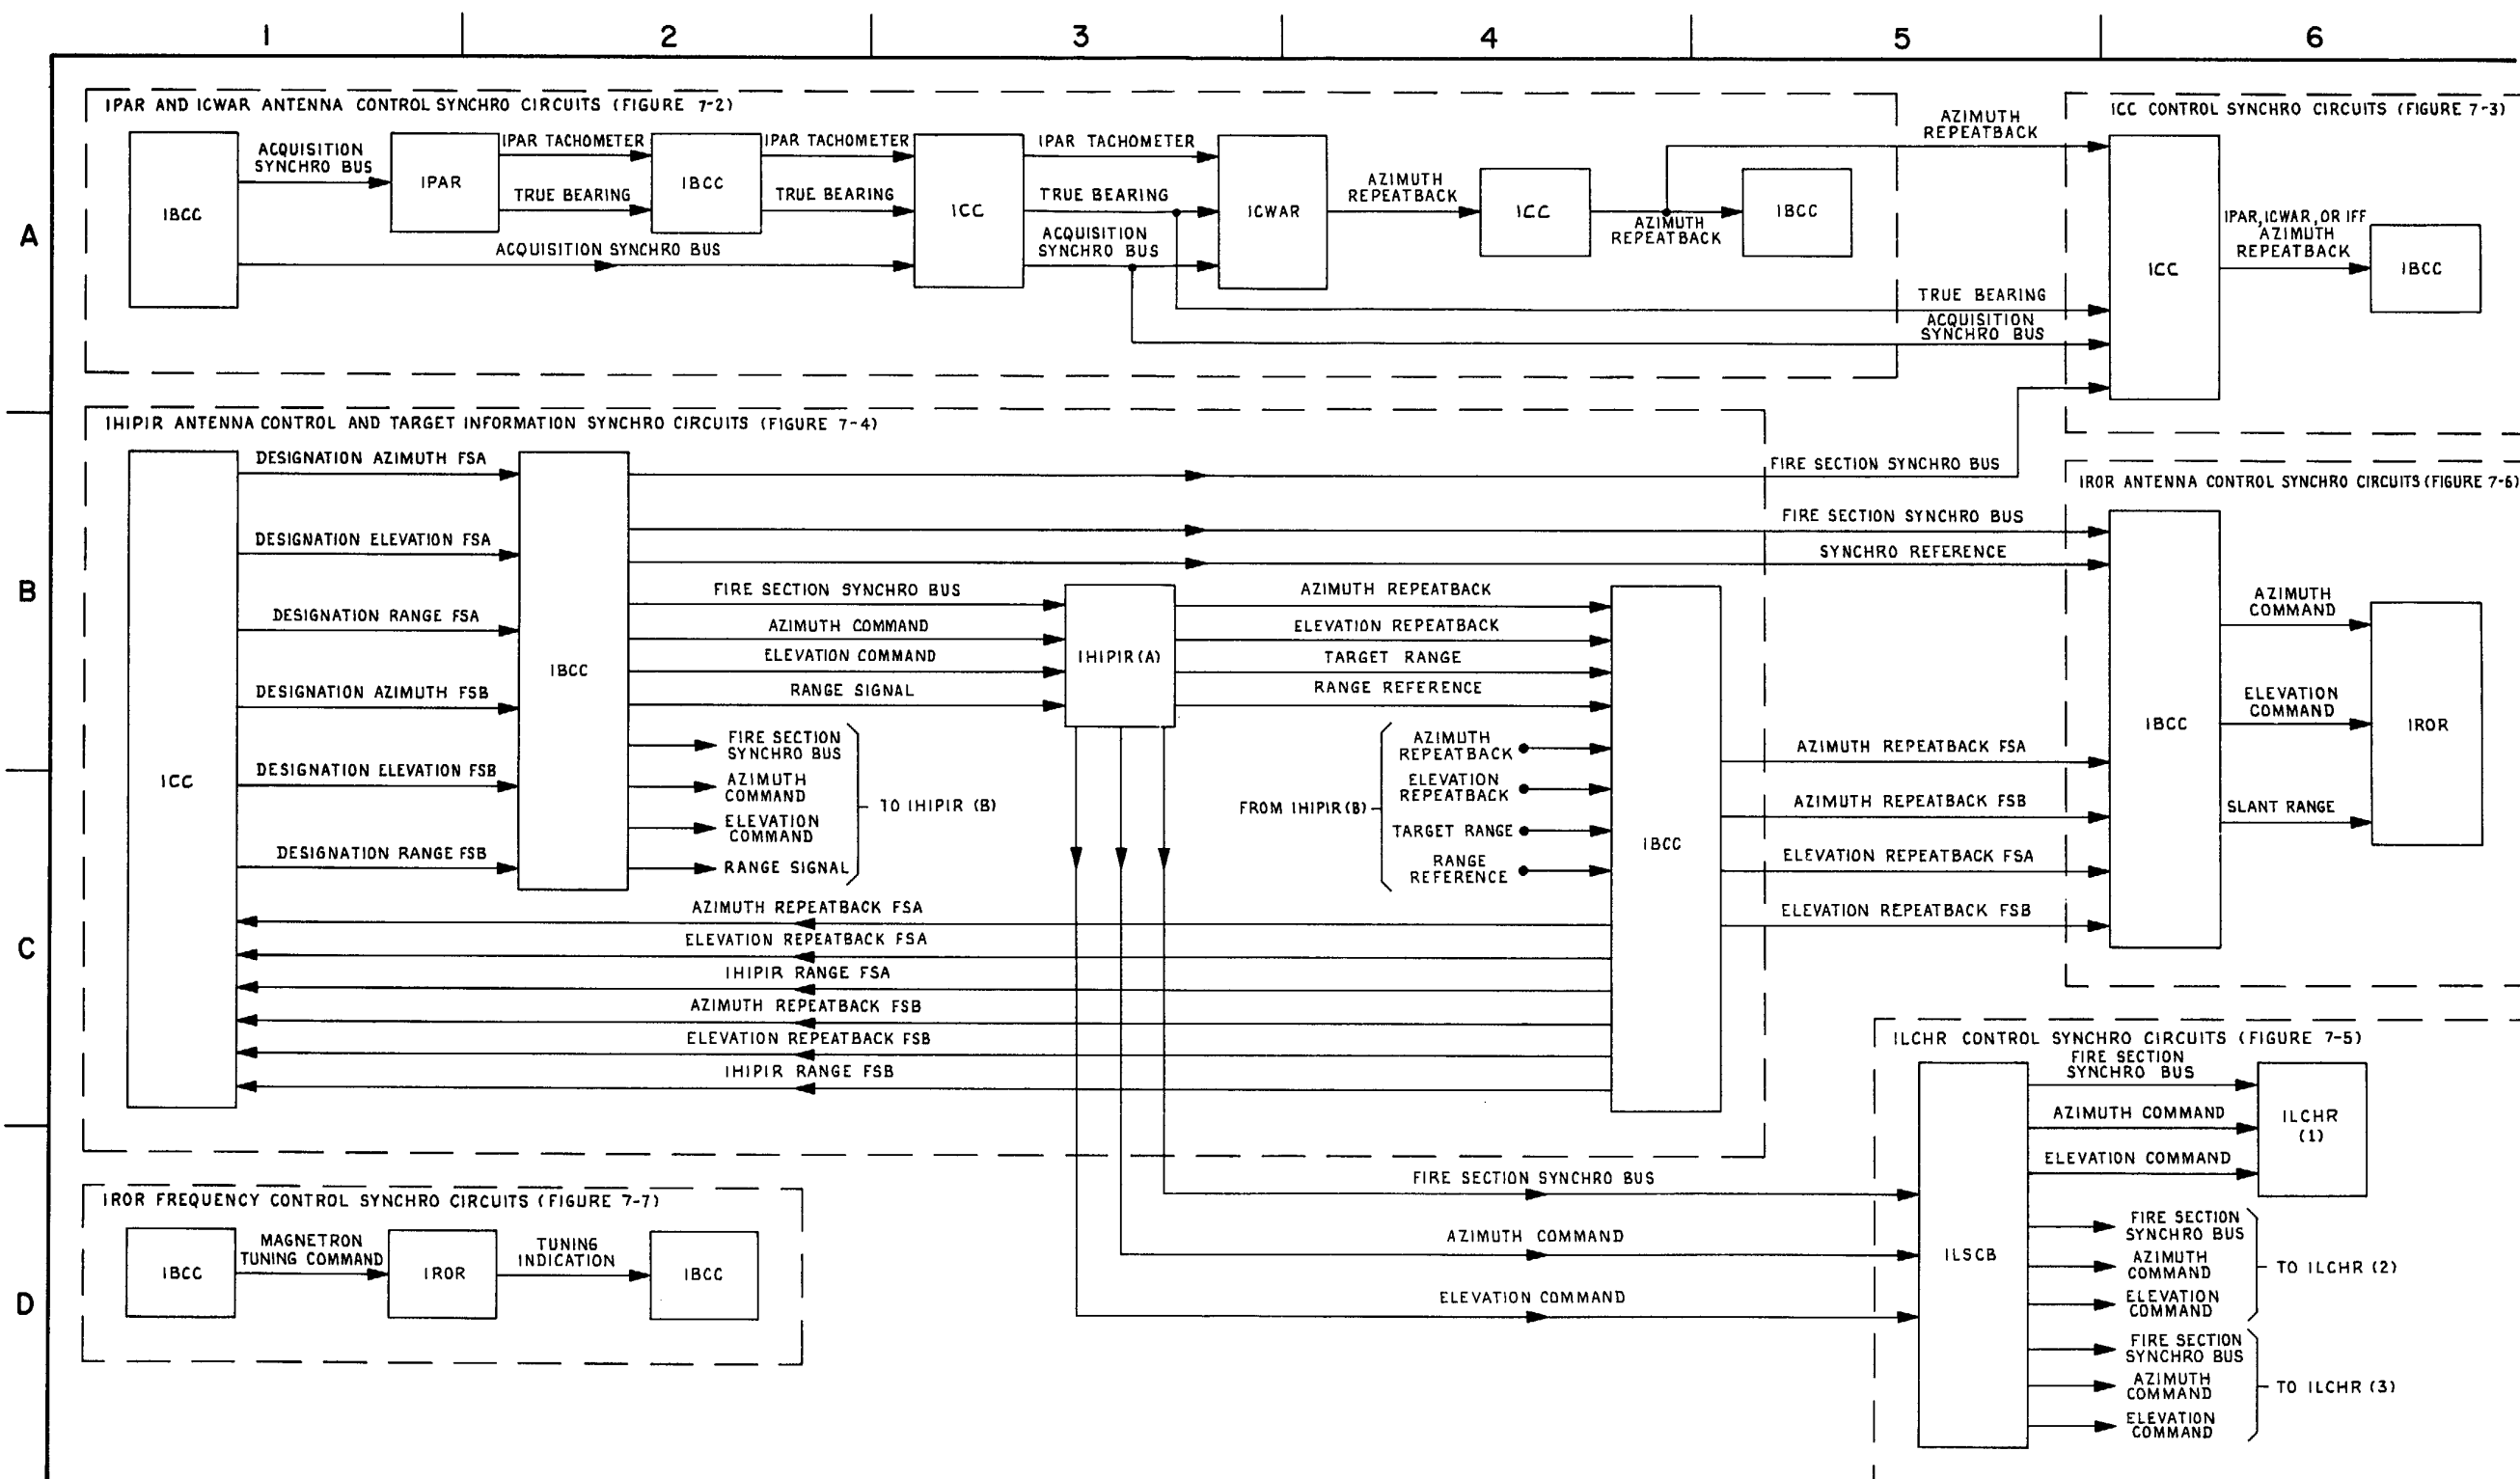 1 2 3 4 5 6
A
B
C
D
IPAR AND ICWAR ANTENNA CONTROL SYNCHRO CIRCUITS (FIGURE 7-2)
IBCC
ACQUISITION
SYNCHRO BUS
IPAR
IPAR TACHOMETER
TRUE BEARING
IBCC
IPAR TACHOMETER
TRUE BEARING
ACQUISITION SYNCHRO BUS
ICC
IPAR TACHOMETER
TRUE BEARING
ACQUISITION
SYNCHRO BUS
ICWAR
AZIMUTH
REPEATBACK
ICC
AZIMUTH
REPEATBACK
IBCC
AZIMUTH
REPEATBACK
TRUE BEARING
ACQUISITION
SYNCHRO BUS
ICC CONTROL SYNCHRO CIRCUITS (FIGURE 7-3)
ICC
IPAR, ICWAR, OR IFF
AZIMUTH
REPEATBACK
IBCC
IHIPIR ANTENNA CONTROL AND TARGET INFORMATION SYNCHRO CIRCUITS (FIGURE 7-4)
ICC
DESIGNATION AZIMUTH FSA
DESIGNATION ELEVATION FSA
DESIGNATION RANGE FSA
DESIGNATION AZIMUTH FSB
DESIGNATION ELEVATION FSB
DESIGNATION RANGE FSB
IBCC
FIRE SECTION SYNCHRO BUS
FIRE SECTION SYNCHRO BUS
SYNCHRO REFERENCE
FIRE SECTION SYNCHRO BUS
AZIMUTH COMMAND
ELEVATION COMMAND
RANGE SIGNAL
FIRE SECTION
SYNCHRO BUS
AZIMUTH
COMMAND
ELEVATION
COMMAND
RANGE SIGNAL
TO IHIPIR (B)
IHIPIR (A)
AZIMUTH REPEATBACK
ELEVATION REPEATBACK
TARGET RANGE
RANGE REFERENCE
FROM IHIPIR (B)
AZIMUTH
REPEATBACK
ELEVATION
REPEATBACK
TARGET RANGE
RANGE
REFERENCE
IBCC
AZIMUTH REPEATBACK FSA
ELEVATION REPEATBACK FSA
IHIPIR RANGE FSA
AZIMUTH REPEATBACK FSB
ELEVATION REPEATBACK FSB
IHIPIR RANGE FSB
AZIMUTH REPEATBACK FSA
AZIMUTH REPEATBACK FSB
ELEVATION REPEATBACK FSA
ELEVATION REPEATBACK FSB
IROR ANTENNA CONTROL SYNCHRO CIRCUITS (FIGURE 7-6)
IBCC
AZIMUTH
COMMAND
ELEVATION
COMMAND
SLANT RANGE
IROR
IROR FREQUENCY CONTROL SYNCHRO CIRCUITS (FIGURE 7-7)
IBCC
MAGNETRON
TUNING COMMAND
IROR
TUNING
INDICATION
IBCC
FIRE SECTION SYNCHRO BUS
AZIMUTH COMMAND
ELEVATION COMMAND
ILCHR CONTROL SYNCHRO CIRCUITS (FIGURE 7-5)
ILSCB
FIRE SECTION
SYNCHRO BUS
AZIMUTH COMMAND
ELEVATION COMMAND
ILCHR
(1)
FIRE SECTION
SYNCHRO BUS
AZIMUTH
COMMAND
ELEVATION
COMMAND
TO ILCHR (2)
FIRE SECTION
SYNCHRO BUS
AZIMUTH
COMMAND
ELEVATION
COMMAND
TO ILCHR (3)